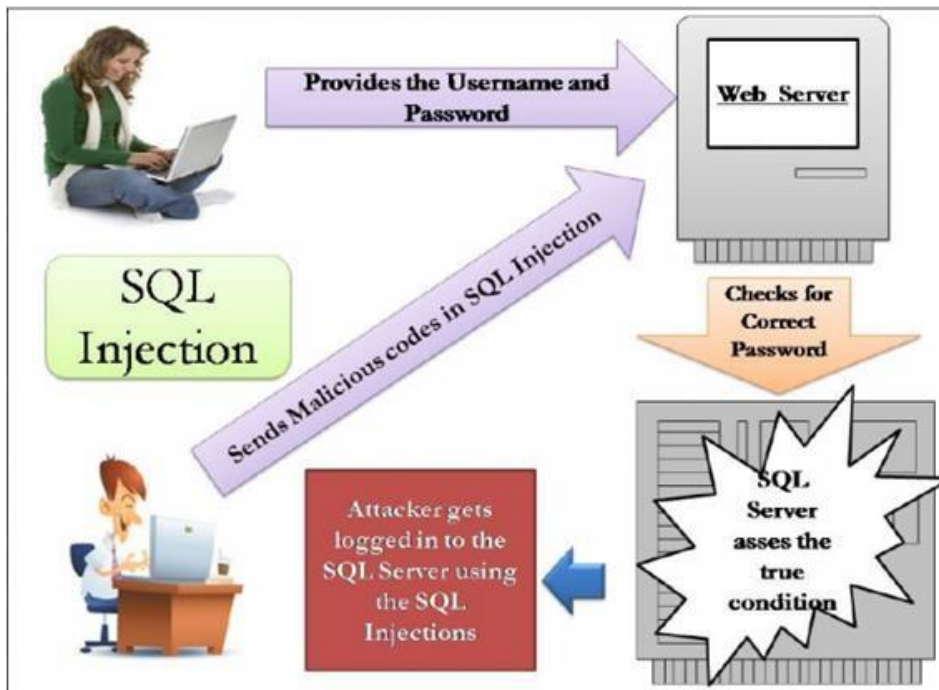 Provides the Username and
Password
Web Server
SQL
Injection
Sends Malicious codes in SQL Injection
Checks for
Correct
Password
SQL
Server
asses the
true
condition
Attacker gets
logged in to the
SQL Server using
the SQL
Injections